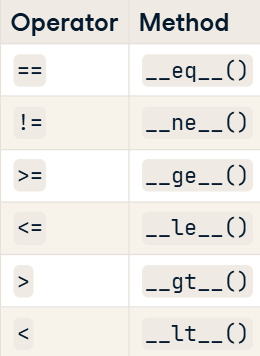 Operator Method
== __eq__()
!= __ne__()
>= __ge__()
<= __le__()
> __gt__()
< __lt__()